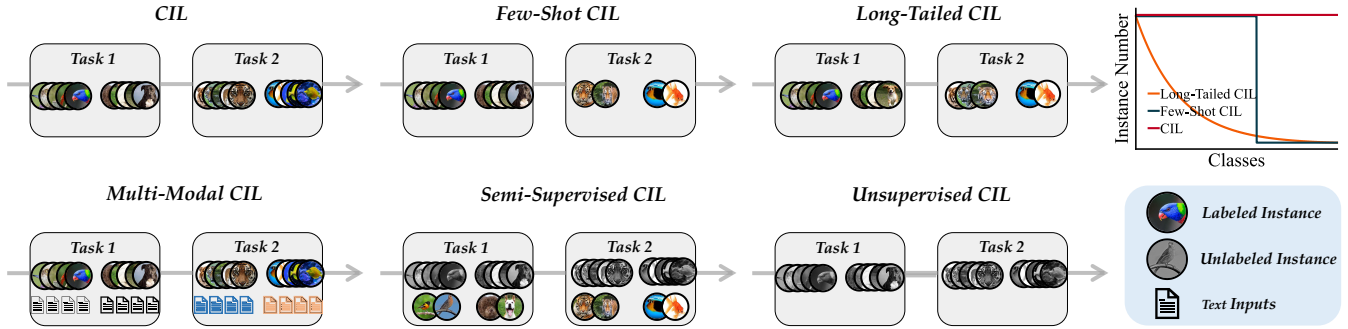 CIL
Few-Shot CIL
Long-Tailed CIL
Task 1
Task 2
Task 1
Task 2
Task 1
Task 2
Instance Number
Long-Tailed CIL
Few-Shot CIL
CIL
Classes
Multi-Modal CIL
Semi-Supervised CIL
Unsupervised CIL
Task 1
Task 2
Task 1
Task 2
Task 1
Task 2
Labeled Instance
Unlabeled Instance
Text Inputs